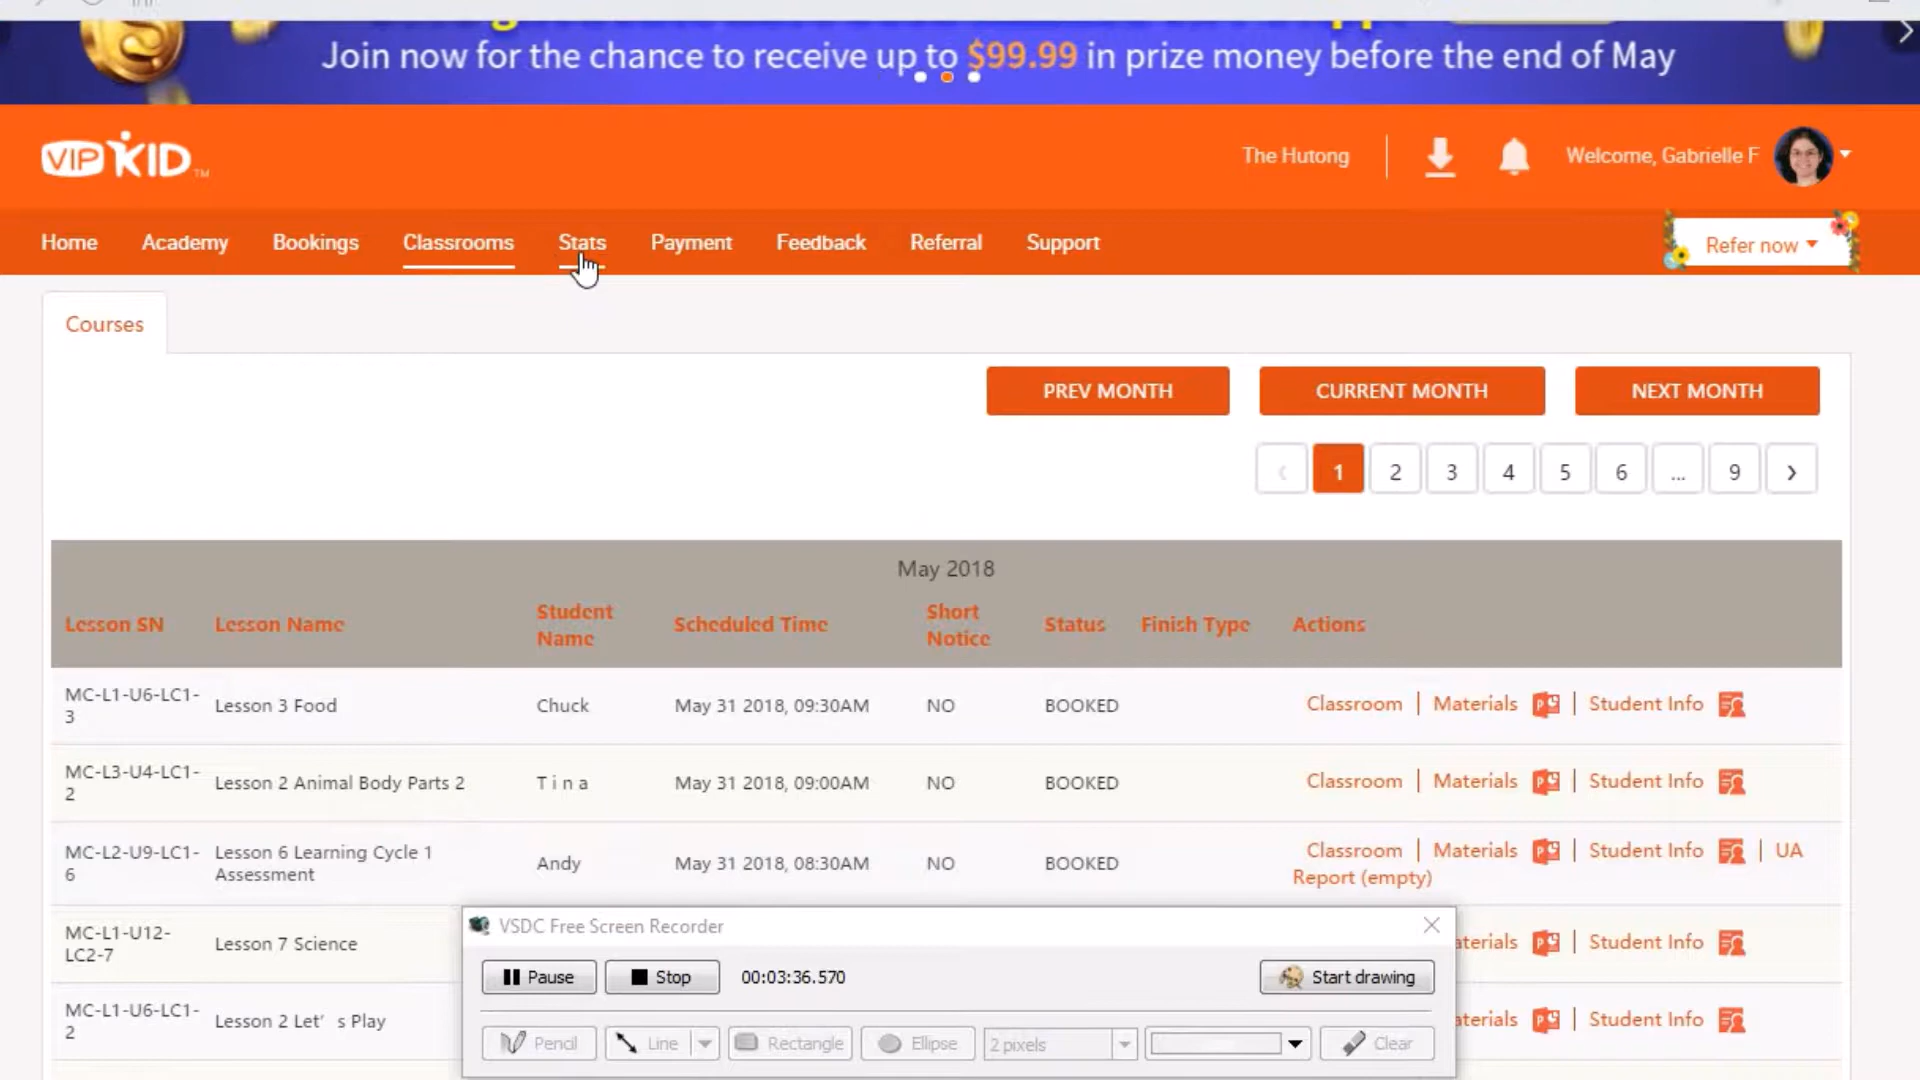 Join now for the chance to receive up to $99.99 in prize money before the end of May
VIPKID TM
The Hutong
Welcome, Gabrielle F
Home Academy Bookings Classrooms Stats Payment Feedback Referral Support
Refer now
Courses
PREV MONTH CURRENT MONTH NEXT MONTH
‹ 1 2 3 4 5 6 ... 9 ›
May 2018
Lesson SN Lesson Name Student Name Scheduled Time Short Notice Status Finish Type Actions
MC-L1-U6-LC1-3 Lesson 3 Food Chuck May 31 2018, 09:30AM NO BOOKED Classroom | Materials | Student Info
MC-L3-U4-LC1-2 Lesson 2 Animal Body Parts 2 T i n a May 31 2018, 09:00AM NO BOOKED Classroom | Materials | Student Info
MC-L2-U9-LC1-6 Lesson 6 Learning Cycle 1 Assessment Andy May 31 2018, 08:30AM NO BOOKED Classroom | Materials | Student Info | UA Report (empty)
MC-L1-U12-LC2-7 Lesson 7 Science aterials | Student Info
MC-L1-U6-LC1-2 Lesson 2 Let's Play aterials | Student Info
VSDC Free Screen Recorder
Pause Stop 00:03:36.570 Start drawing
Pencil Line Rectangle Ellipse 2 pixels Clear